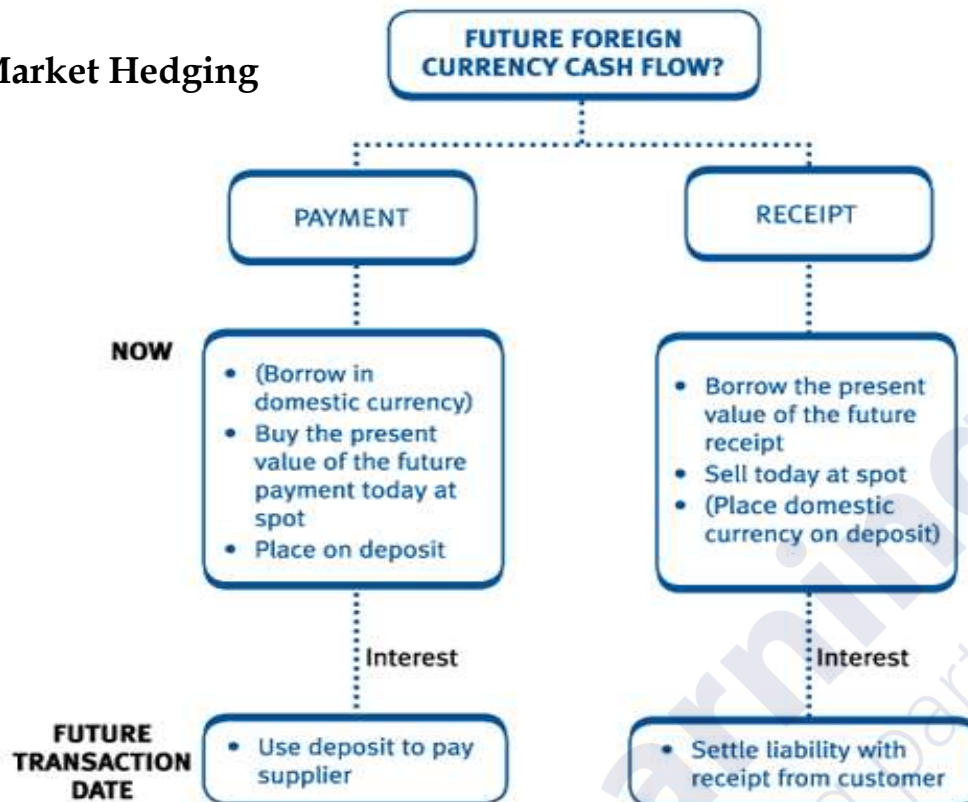 Market Hedging
FUTURE FOREIGN
CURRENCY CASH FLOW?
PAYMENT
RECEIPT
NOW
• (Borrow in
domestic currency)
• Buy the present
value of the future
payment today at
spot
• Place on deposit
• Borrow the present
value of the future
receipt
• Sell today at spot
• (Place domestic
currency on deposit)
Interest
Interest
FUTURE
TRANSACTION
DATE
• Use deposit to pay
supplier
• Settle liability with
receipt from customer